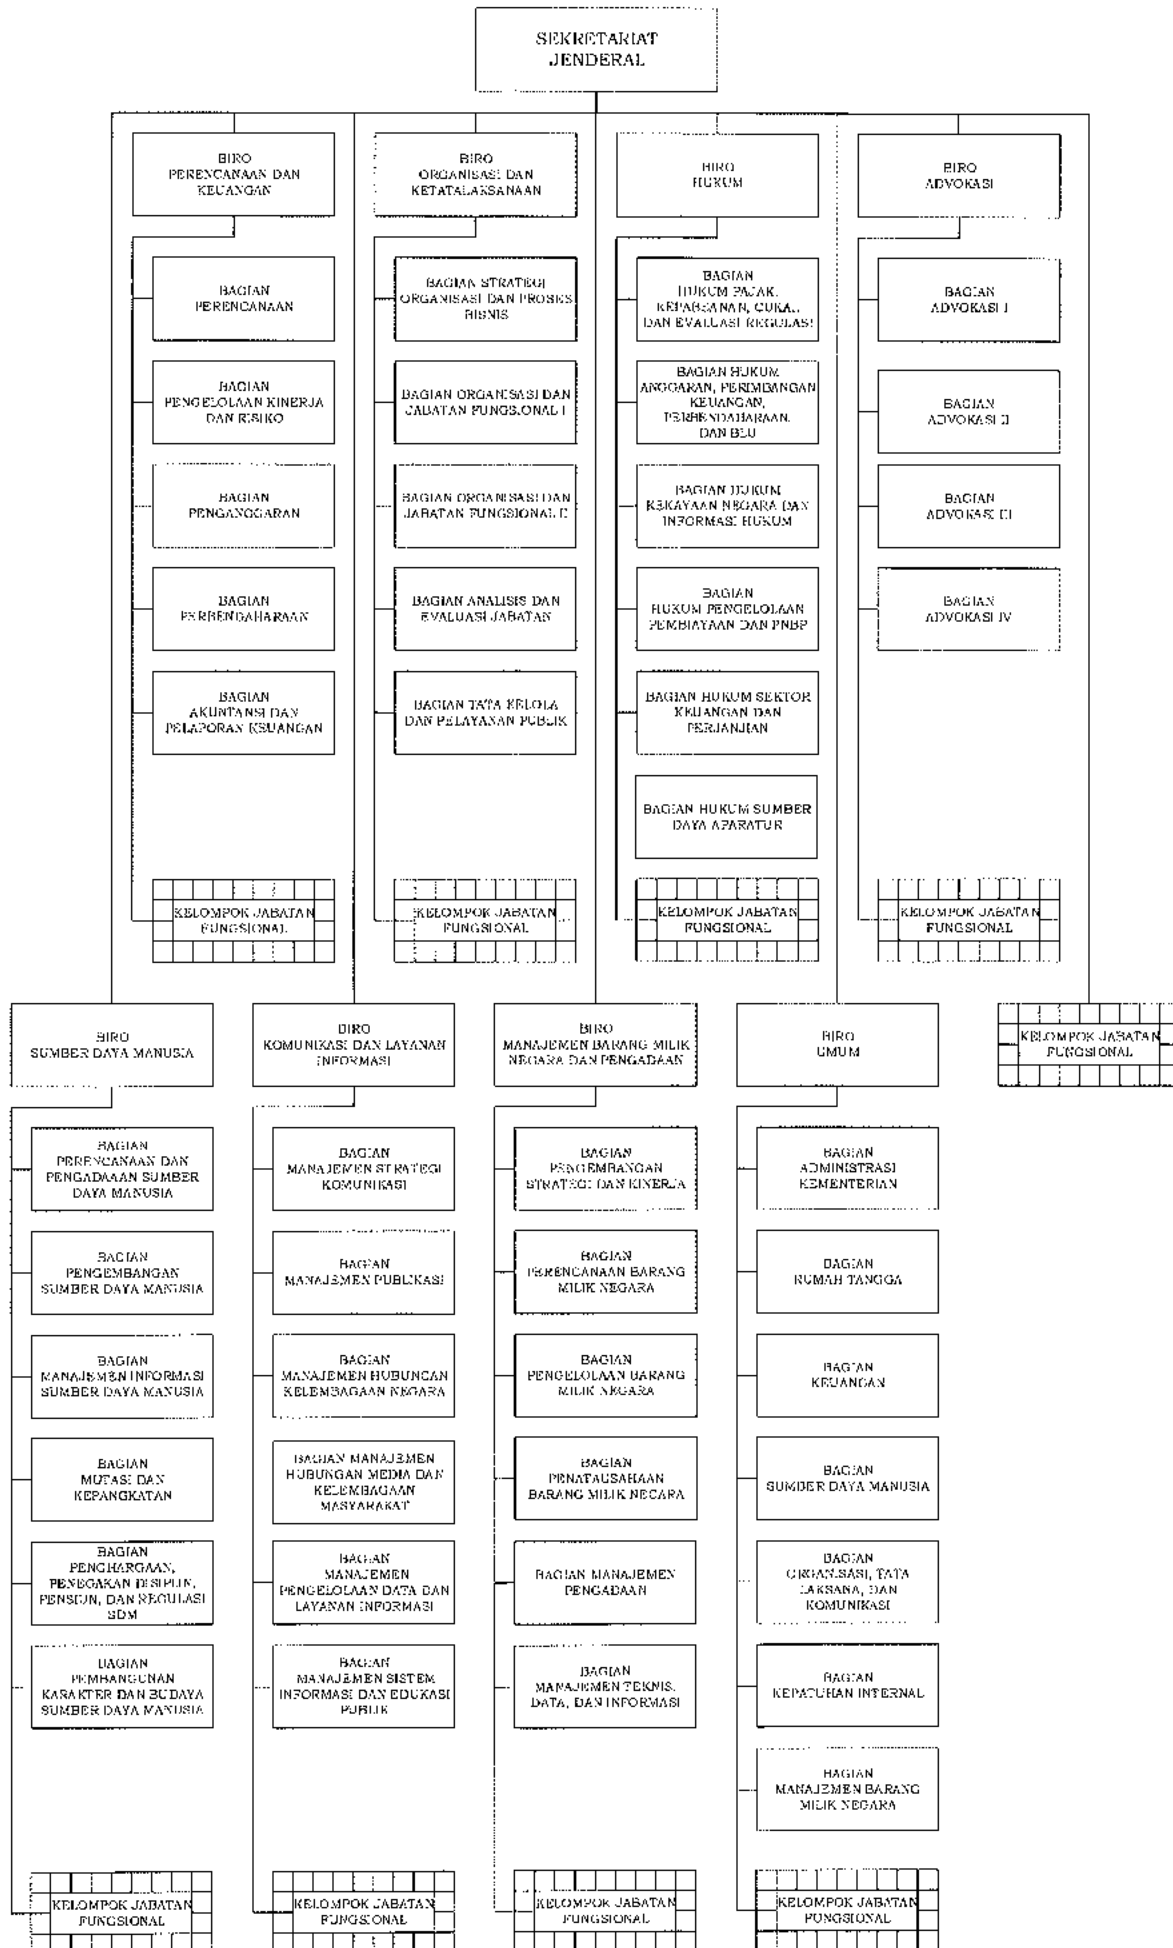 SEKRETARIAT
JENDERAL
BIRO
PERENCANAAN DAN
KEUANGAN
BIRO
ORGANISASI DAN
KETATALAKSANAAN
BIRO
HUKUM
BIRO
ADVOKASI
BAGIAN
PERENCANAAN
BAGIAN
PENGELOLAAN KINERJA
DAN RISIKO
BAGIAN
PENGANGGARAN
BAGIAN
PERBENDAHARAAN
BAGIAN
AKUNTANSI DAN
PELAPORAN KEUANGAN
KELOMPOK JABATAN
FUNGSIONAL
BAGIAN STRATEGI
ORGANISASI DAN PROSES
BISNIS
BAGIAN ORGANISASI DAN
JABATAN FUNGSIONAL I
BAGIAN ORGANISASI DAN
JABATAN FUNGSIONAL II
BAGIAN ANALISIS DAN
EVALUASI JABATAN
BAGIAN TATA KELOLA
DAN PELAYANAN PUBLIK
KELOMPOK JABATAN
FUNGSIONAL
BAGIAN
HUKUM PAJAK,
KEPABEANAN, CUKAI,
DAN EVALUASI REGULASI
BAGIAN HUKUM
ANGGARAN, PERIMBANGAN
KEUANGAN,
PERBENDAHARAAN,
DAN BLU
BAGIAN HUKUM
KEKAYAAN NEGARA DAN
INFORMASI HUKUM
BAGIAN
HUKUM PENGELOLAAN
PEMBIAYAAN DAN PNBP
BAGIAN HUKUM SEKTOR
KEUANGAN DAN
PERJANJIAN
BAGIAN HUKUM SUMBER
DAYA APARATUR
KELOMPOK JABATAN
FUNGSIONAL
BAGIAN
ADVOKASI I
BAGIAN
ADVOKASI II
BAGIAN
ADVOKASI III
BAGIAN
ADVOKASI IV
KELOMPOK JABATAN
FUNGSIONAL
BIRO
SUMBER DAYA MANUSIA
BIRO
KOMUNIKASI DAN LAYANAN
INFORMASI
BIRO
MANAJEMEN BARANG MILIK
NEGARA DAN PENGADAAN
BIRO
UMUM
KELOMPOK JABATAN
FUNGSIONAL
BAGIAN
PERENCANAAN DAN
PENGADAAAN SUMBER
DAYA MANUSIA
BAGIAN
PENGEMBANGAN
SUMBER DAYA MANUSIA
BAGIAN
MANAJEMEN INFORMASI
SUMBER DAYA MANUSIA
BAGIAN
MUTASI DAN
KEPANGKATAN
BAGIAN
PENGHARGAAN,
PENEGAKAN DISIPLIN,
PENSIUN, DAN REGULASI
SDM
BAGIAN
PEMBANGUNAN
KARAKTER DAN BUDAYA
SUMBER DAYA MANUSIA
KELOMPOK JABATAN
FUNGSIONAL
BAGIAN
MANAJEMEN STRATEGI
KOMUNIKASI
BAGIAN
MANAJEMEN PUBLIKASI
BAGIAN
MANAJEMEN HUBUNGAN
KELEMBAGAAN NEGARA
BAGIAN MANAJEMEN
HUBUNGAN MEDIA DAN
KELEMBAGAAN
MASYARAKAT
BAGIAN
MANAJEMEN
PENGELOLAAN DATA DAN
LAYANAN INFORMASI
BAGIAN
MANAJEMEN SISTEM
INFORMASI DAN EDUKASI
PUBLIK
KELOMPOK JABATAN
FUNGSIONAL
BAGIAN
PENGEMBANGAN
STRATEGI DAN KINERJA
BAGIAN
PERENCANAAN BARANG
MILIK NEGARA
BAGIAN
PENGELOLAAN BARANG
MILIK NEGARA
BAGIAN
PENATAUSAHAAN
BARANG MILIK NEGARA
BAGIAN MANAJEMEN
PENGADAAN
BAGIAN
MANAJEMEN TEKNIS,
DATA, DAN INFORMASI
KELOMPOK JABATAN
FUNGSIONAL
BAGIAN
ADMINISTRASI
KEMENTERIAN
BAGIAN
RUMAH TANGGA
BAGIAN
KEUANGAN
BAGIAN
SUMBER DAYA MANUSIA
BAGIAN
ORGANISASI, TATA
LAKSANA, DAN
KOMUNIKASI
BAGIAN
KEPATUHAN INTERNAL
BAGIAN
MANAJEMEN BARANG
MILIK NEGARA
KELOMPOK JABATAN
FUNGSIONAL